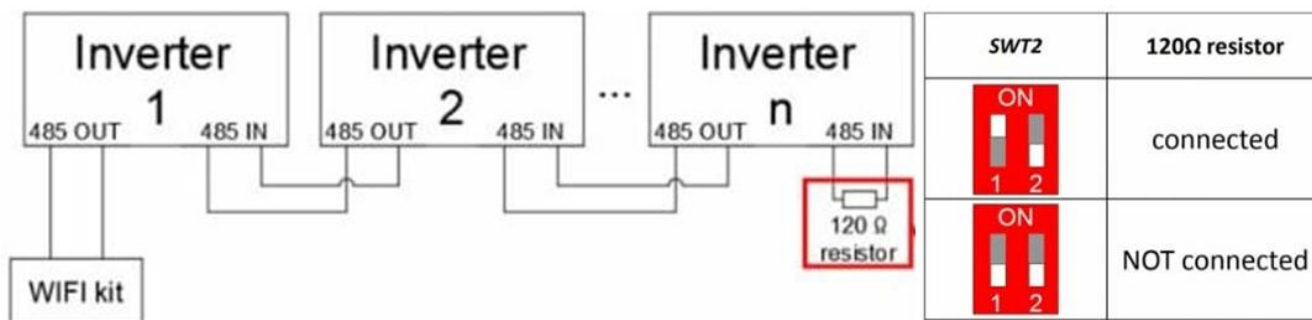 Inverter 1
485 OUT 485 IN
Inverter 2
485 OUT 485 IN
...
Inverter n
485 OUT 485 IN
120 Ω
resistor
WIFI kit
SWT2 120Ω resistor
ON
1 2
connected
ON
1 2
NOT connected